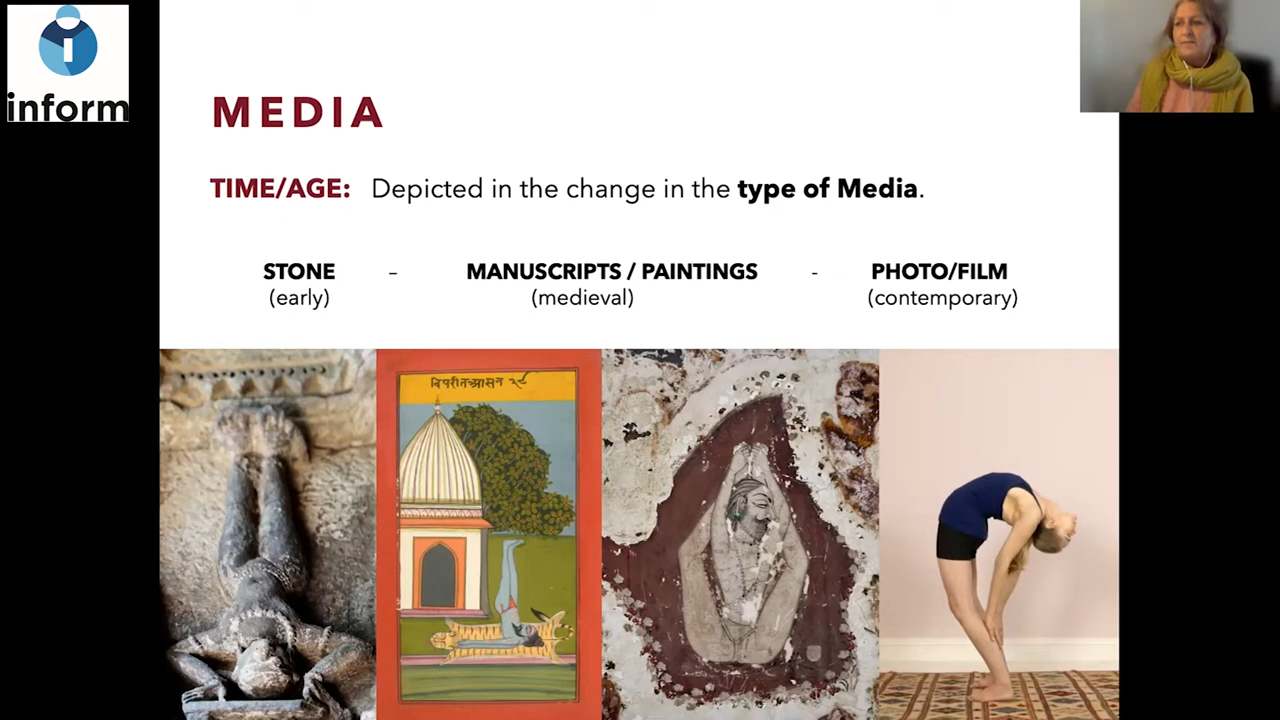 inform
MEDIA
TIME/AGE: Depicted in the change in the type of Media.
STONE – MANUSCRIPTS / PAINTINGS - PHOTO/FILM
(early) (medieval) (contemporary)
विपरीतआसन २८